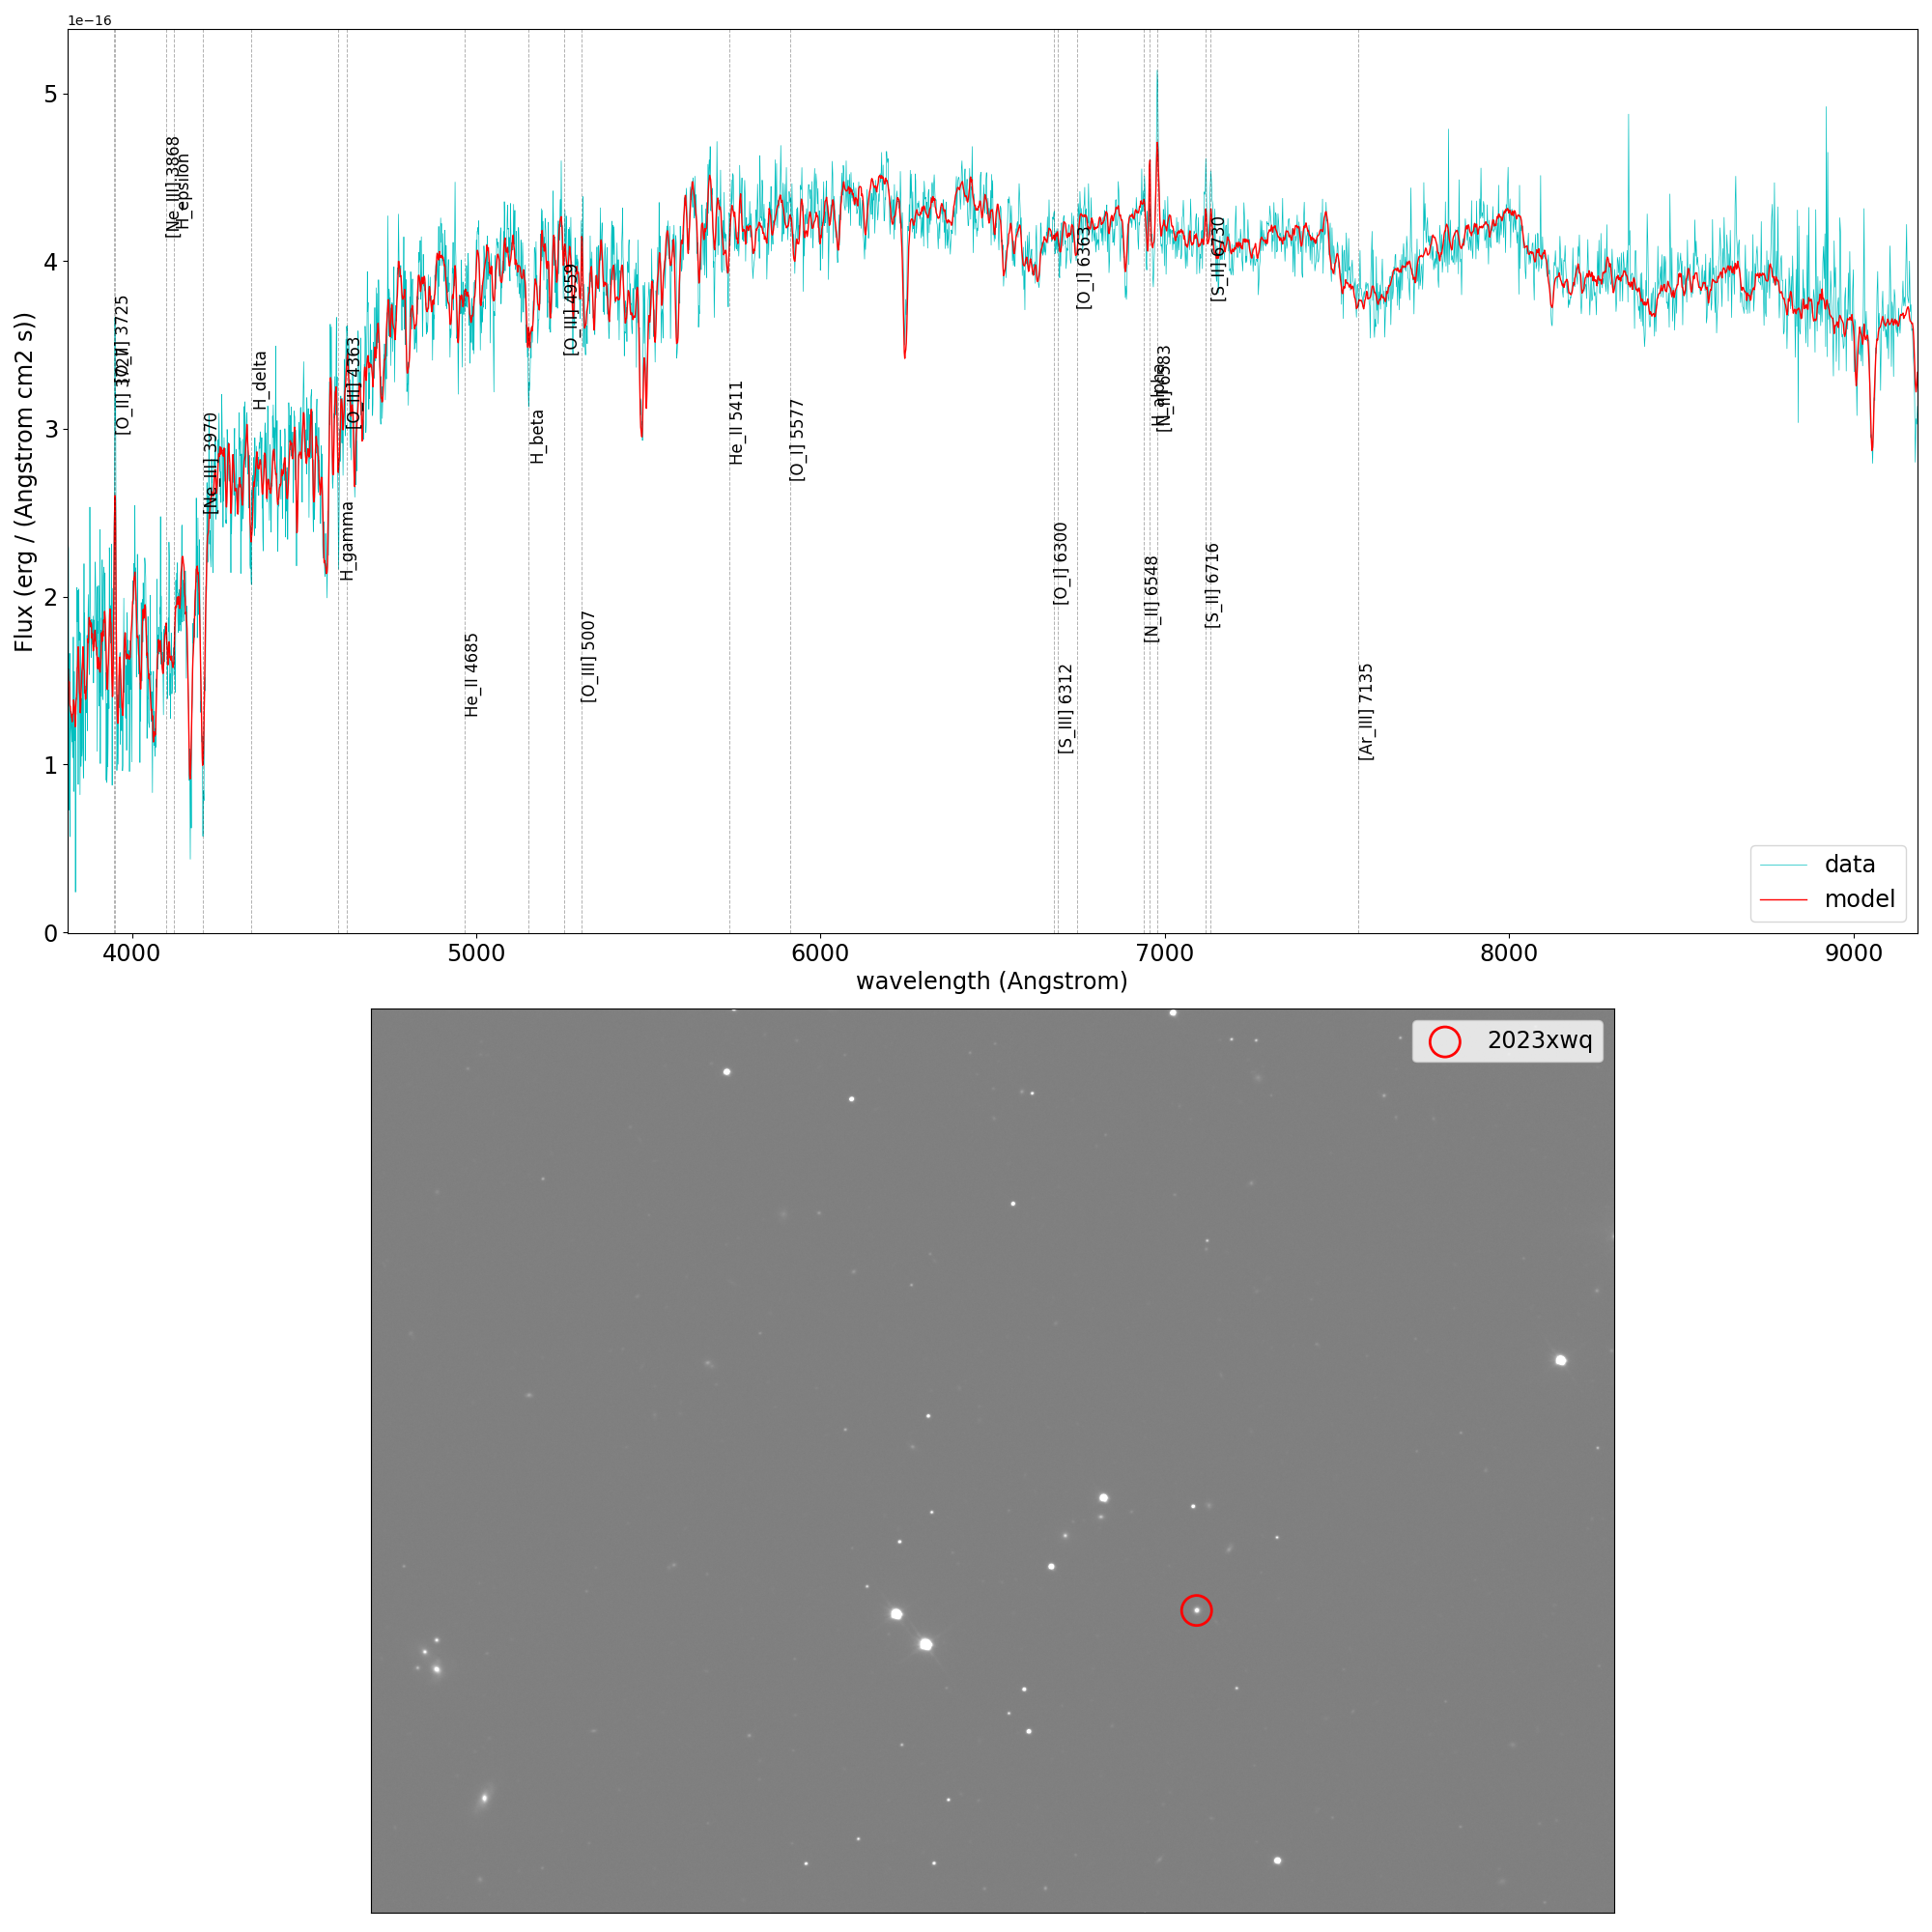 1e−16
Flux (erg / (Angstrom cm2 s))
5
4
3
2
1
0
[O_II] 3725
[O_II] 3727
[Ne_III] 3868
H_epsilon
[Ne_III] 3970
H_delta
H_gamma
[O_III] 4363
He_II 4685
H_beta
[O_III] 4959
[O_III] 5007
He_II 5411
[O_I] 5577
[O_I] 6300
[S_III] 6312
[O_I] 6363
[N_II] 6548
H_alpha
[N_II] 6583
[S_II] 6716
[S_II] 6730
[Ar_III] 7135
data
model
4000 5000 6000 7000 8000 9000
wavelength (Angstrom)
2023xwq